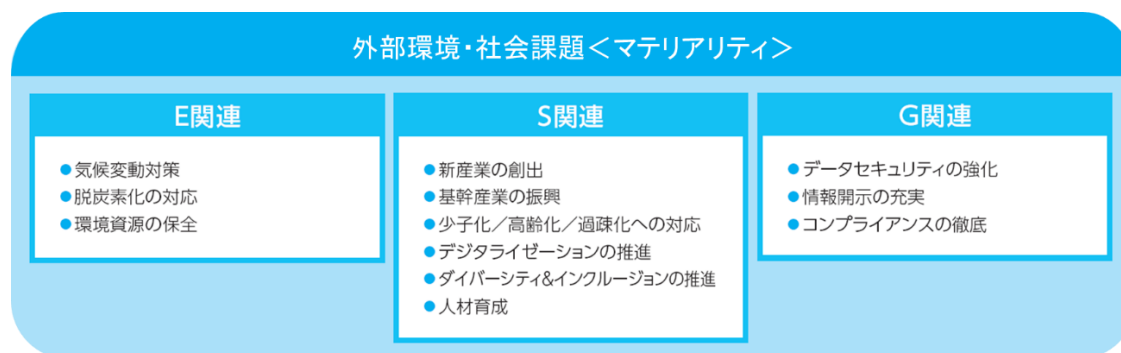 外部環境・社会課題＜マテリアリティ＞
E関連
●気候変動対策
●脱炭素化の対応
●環境資源の保全
S関連
●新産業の創出
●基幹産業の振興
●少子化／高齢化／過疎化への対応
●デジタライゼーションの推進
●ダイバーシティ&インクルージョンの推進
●人材育成
G関連
●データセキュリティの強化
●情報開示の充実
●コンプライアンスの徹底